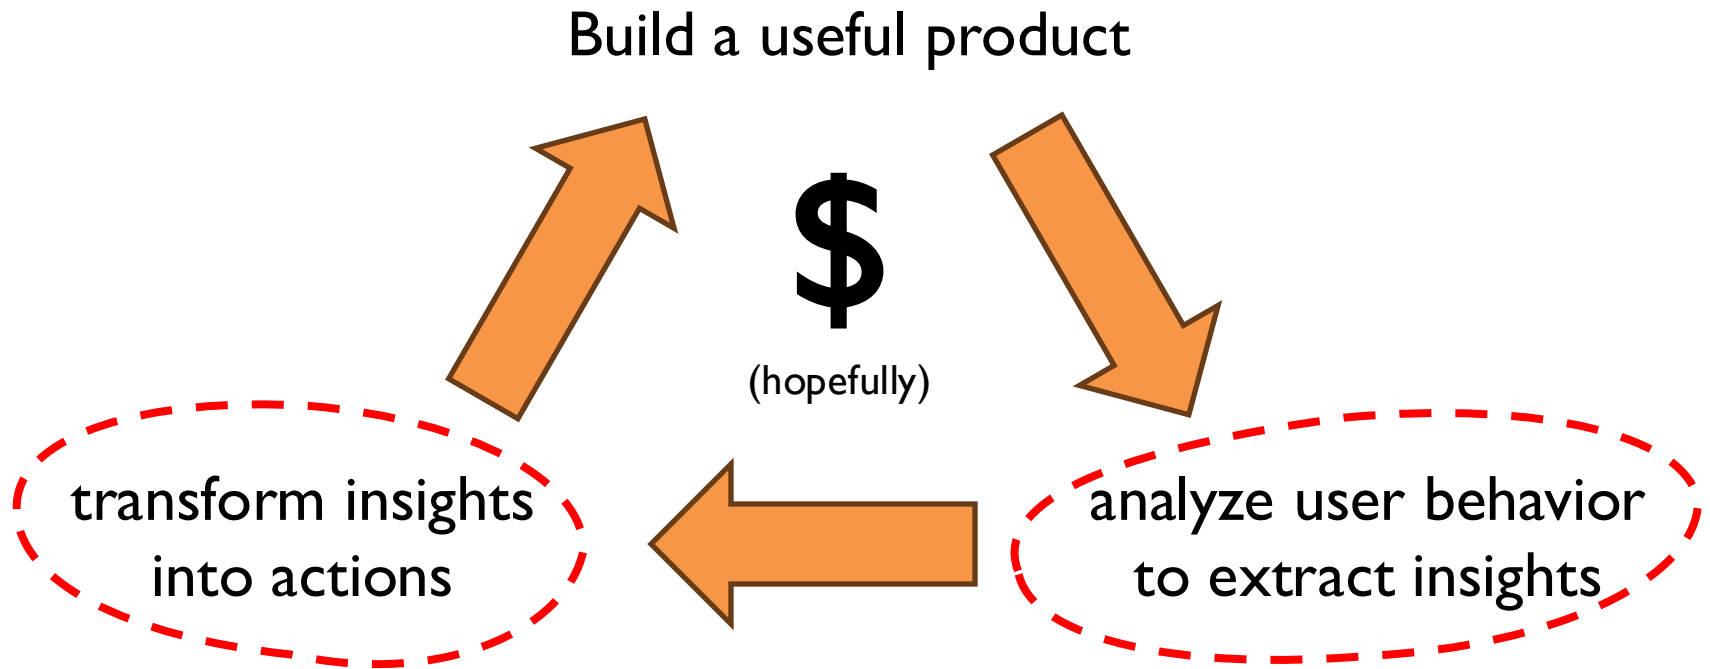 Build a useful product
$
(hopefully)
transform insights
into actions
analyze user behavior
to extract insights